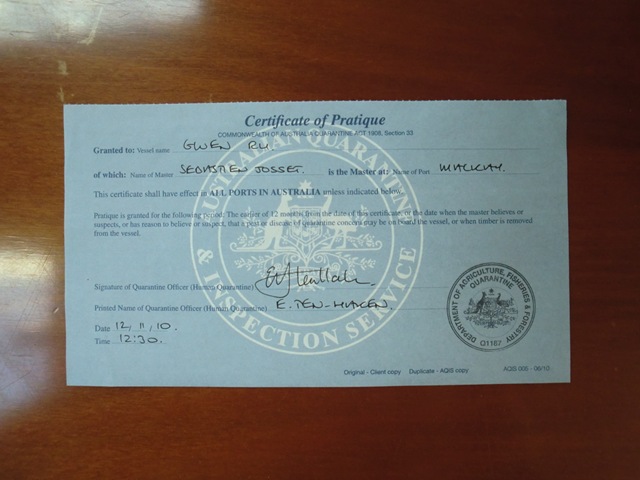 Certificate of Pratique
COMMONWEALTH OF AUSTRALIA QUARANTINE ACT 1908, Section 33
Granted to: Vessel name GWEN RU.
of which: Name of Master SEBASTIEN JOSSET. is the Master at: Name of Port MACKAY.
This certificate shall have effect in ALL PORTS IN AUSTRALIA unless indicated below.
Pratique is granted for the following period: The earlier of 12 months from the date of this certificate, or the date when the master believes or
suspects, or has reason to believe or suspect, that a pest or disease of quarantine concern may be on board the vessel, or when timber is removed
from the vessel.
Signature of Quarantine Officer (Human Quarantine)
Printed Name of Quarantine Officer (Human Quarantine) E. TEN-HAKEN.
Date 12/11/10.
Time 12:30.
AUSTRALIAN QUARANTINE
& INSPECTION SERVICE
DEPARTMENT OF AGRICULTURE, FISHERIES & FORESTRY
QUARANTINE
Q1167
Original - Client copy Duplicate - AQIS copy AQIS 005 - 06/10